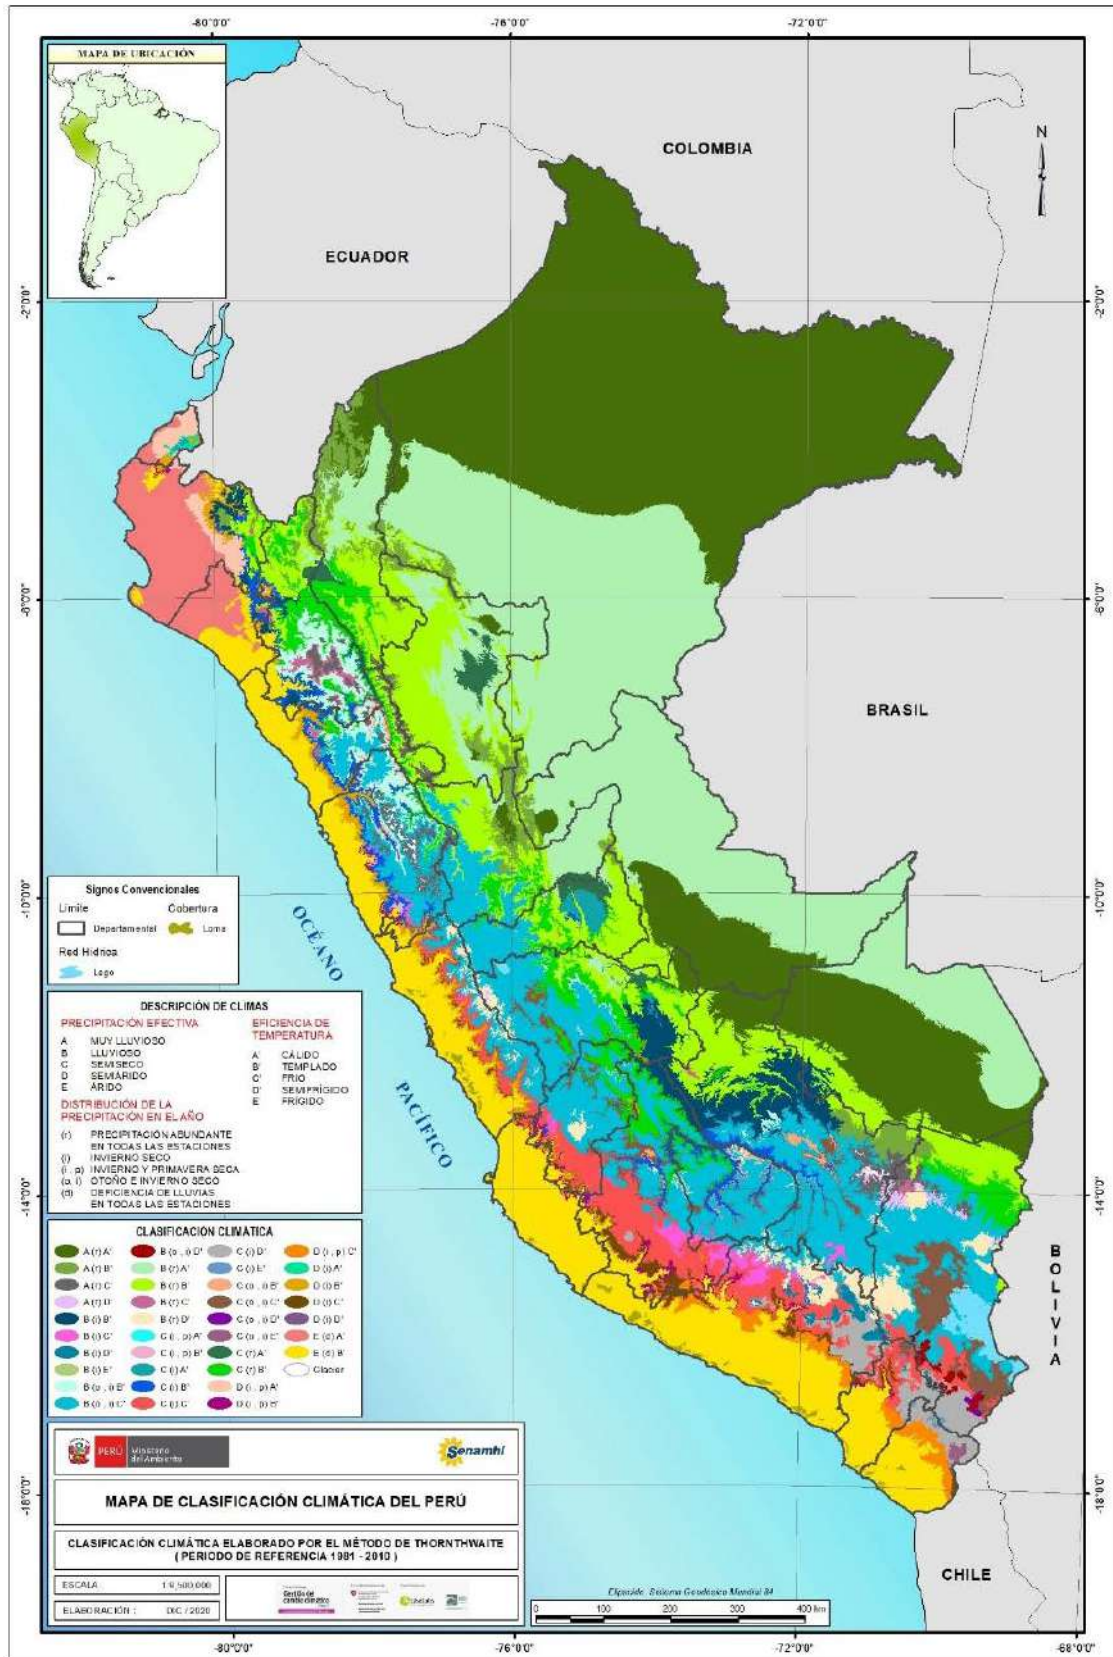 -80°0'0"
-76°0'0"
-72°0'0"
MAPA DE UBICACIÓN
COLOMBIA
N
ECUADOR
-2°0'0"
-2°0'0"
-6°0'0"
-6°0'0"
BRASIL
-10°0'0"
-10°0'0"
Signos Convencionales
Límite
Cobertura
Departamental
Loma
Red Hídrica
Lago
OCÉANO
PACÍFICO
DESCRIPCIÓN DE CLIMAS
PRECIPITACIÓN EFECTIVA
A MUY LLUVIOSO
B LLUVIOSO
C SEMISECO
D SEMIÁRIDO
E ÁRIDO
EFICIENCIA DE
TEMPERATURA
A' CÁLIDO
B' TEMPLADO
C' FRÍO
D' SEMIFRÍGIDO
E FRÍGIDO
DISTRIBUCIÓN DE LA
PRECIPITACIÓN EN EL AÑO
(r) PRECIPITACIÓN ABUNDANTE
EN TODAS LAS ESTACIONES
(i) INVIERNO SECO
(i , p) INVIERNO Y PRIMAVERA SECA
(o, i) OTOÑO E INVIERNO SECO
(d) DEFICIENCIA DE LLUVIAS
EN TODAS LAS ESTACIONES
-14°0'0"
-14°0'0"
CLASIFICACIÓN CLIMÁTICA
A (r) A'
A (r) B'
A (r) C'
A (r) D'
B (i) B'
B (i) C'
B (i) D'
B (i) E'
B (o , i) B'
B (o , i) C'
B (o , i) D'
B (r) A'
B (r) B'
B (r) C'
B (r) D'
C (i , p) A'
C (i , p) B'
C (i) A'
C (i) B'
C (i) C'
C (i) D'
C (i) E'
C (o , i) B'
C (o , i) C'
C (o , i) D'
C (o , i) E'
C (r) A'
C (r) B'
D (i , p) A'
D (i , p) B'
D (i , p) C'
D (i) A'
D (i) B'
D (i) C'
D (i) D'
E (d) A'
E (d) B'
Glaciar
BOLIVIA
PERÚ
Ministerio
del Ambiente
Senamhi
MAPA DE CLASIFICACIÓN CLIMÁTICA DEL PERÚ
CLASIFICACIÓN CLIMÁTICA ELABORADO POR EL MÉTODO DE THORNTHWAITE
( PERIODO DE REFERENCIA 1981 - 2010 )
ESCALA 1:9,500,000
ELABORACIÓN : DIC / 2020
Gestión del
cambio climático
Libélula
-18°0'0"
-18°0'0"
CHILE
Elipsoide Sistema Geodésico Mundial 84
0 100 200 300 400 km
-80°0'0"
-76°0'0"
-72°0'0"
-68°0'0"